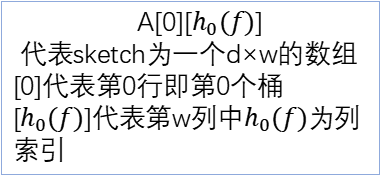 A[0][ℎ₀(𝑓)]
代表sketch为一个d×w的数组
[0]代表第0行即第0个桶
[ℎ₀(𝑓)]代表第w列中ℎ₀(𝑓)为列
索引